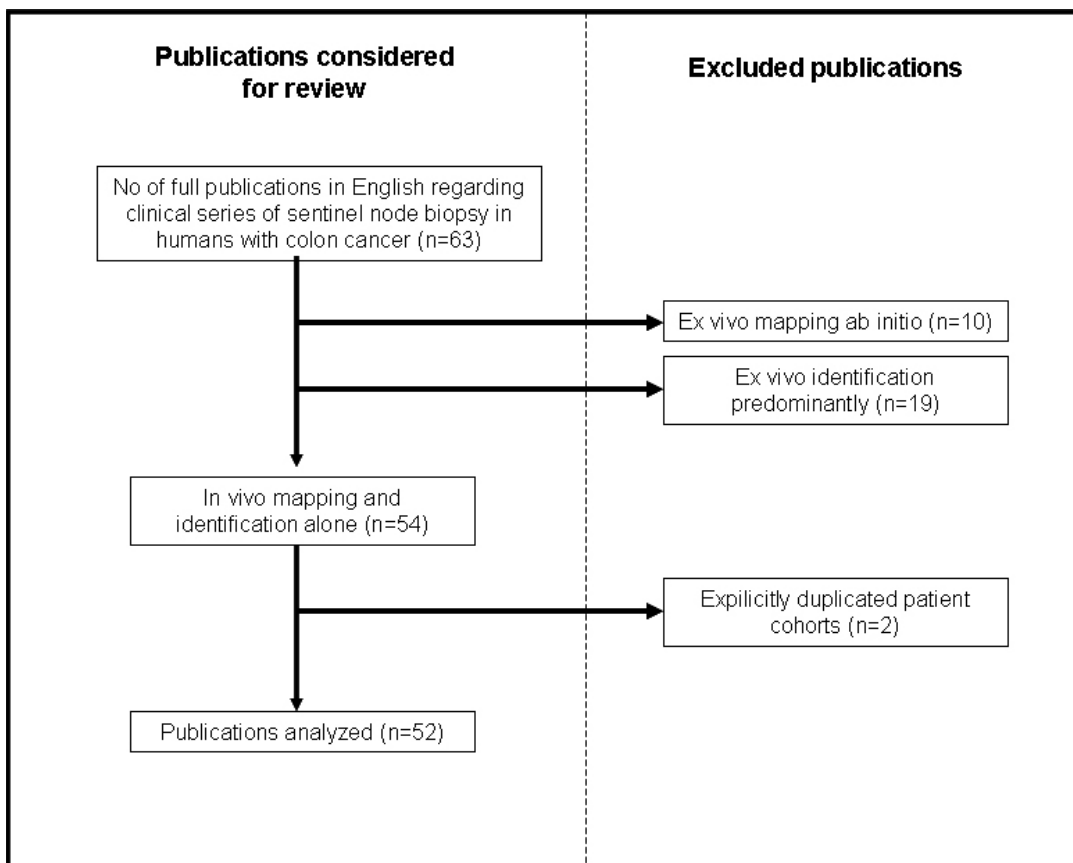 Publications considered
for review
Excluded publications
No of full publications in English regarding
clinical series of sentinel node biopsy in
humans with colon cancer (n=63)
Ex vivo mapping ab initio (n=10)
Ex vivo identification
predominantly (n=19)
In vivo mapping and
identification alone (n=54)
Expilicitly duplicated patient
cohorts (n=2)
Publications analyzed (n=52)